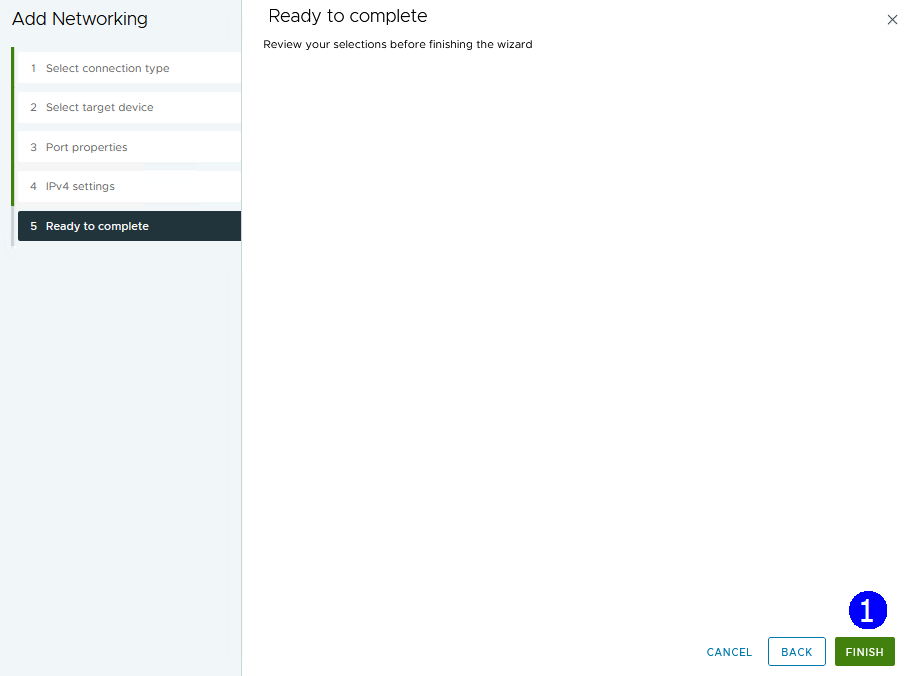 Add Networking
1 Select connection type
2 Select target device
3 Port properties
4 IPv4 settings
5 Ready to complete
Ready to complete
Review your selections before finishing the wizard
1
CANCEL BACK FINISH